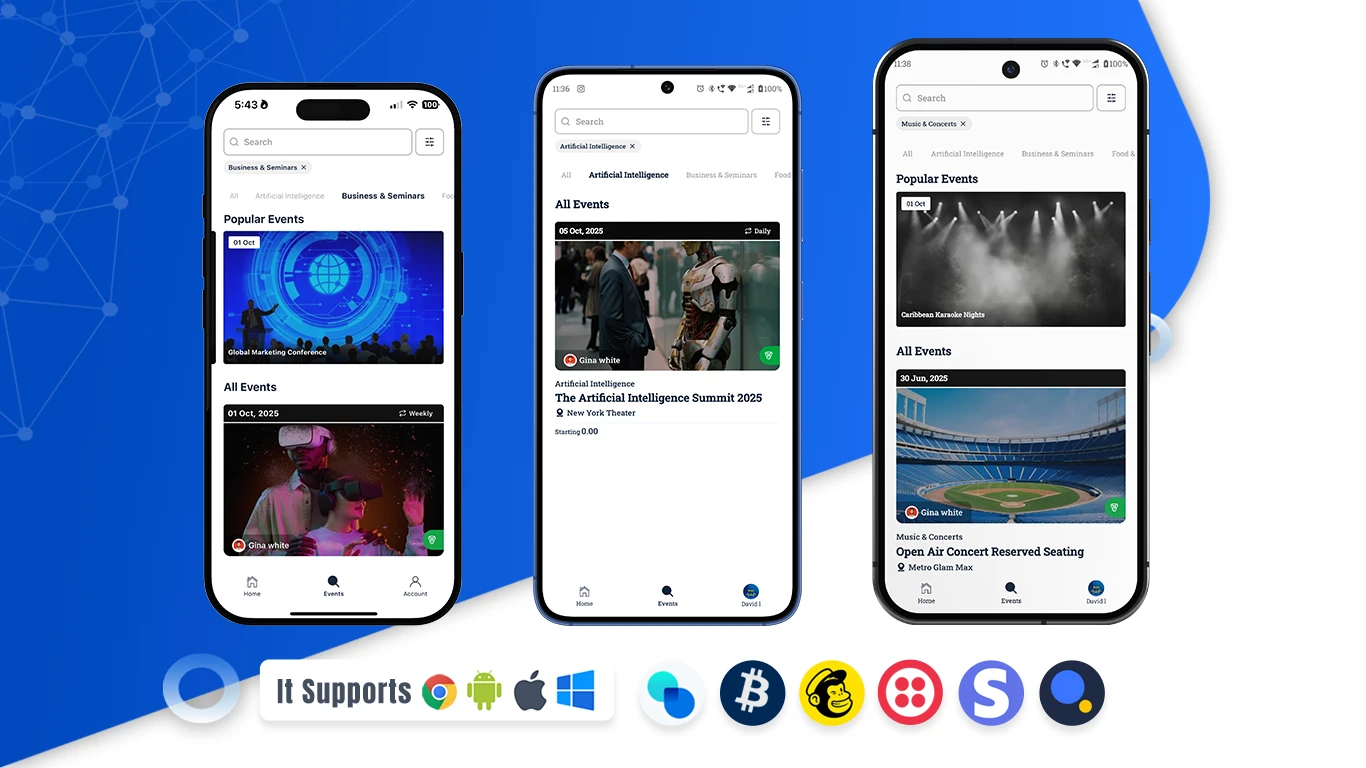 5:43
100
Search
Business & Seminars ×
All Artificial Intelligence Business & Seminars
Popular Events
01 Oct
Global Marketing Conference
All Events
01 Oct, 2025 Weekly
Gina white
Home Events Account
11:36
100%
Search
Artificial Intelligence ×
All Artificial Intelligence Business & Seminars Food
All Events
05 Oct, 2025 Daily
Gina white
Artificial Intelligence
The Artificial Intelligence Summit 2025
New York Theater
Starting 0.00
Home Events David l
11:38
100%
Search
Music & Concerts ×
All Artificial Intelligence Business & Seminars Food &
Popular Events
01 Oct
Caribbean Karaoke Nights
All Events
30 Jun, 2025
Gina white
Music & Concerts
Open Air Concert Reserved Seating
Metro Glam Max
Home Events David l
It Supports